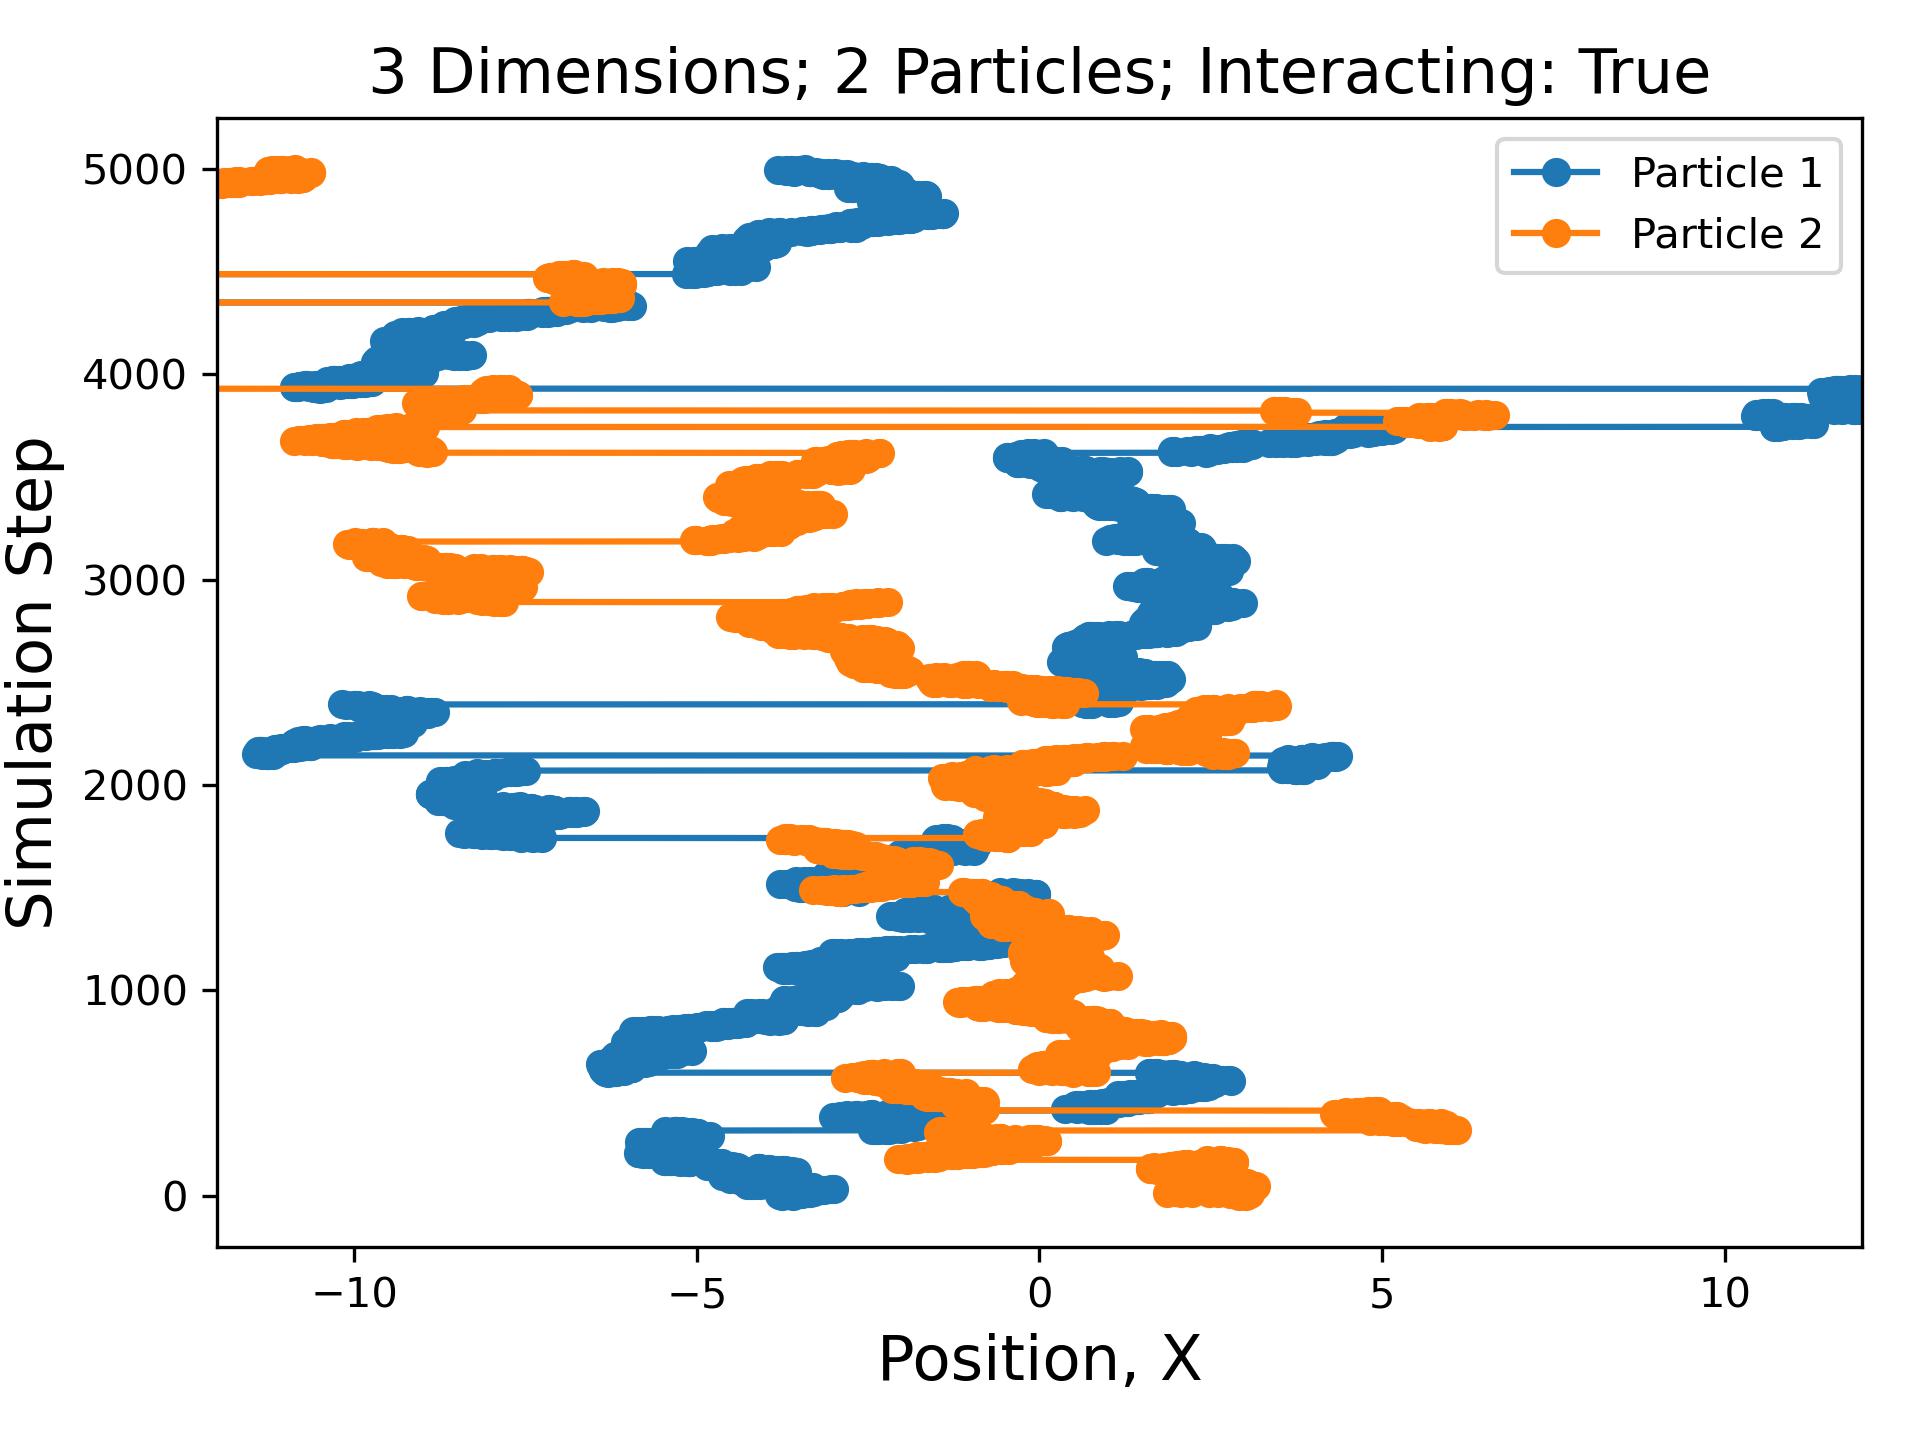 3 Dimensions; 2 Particles; Interacting: True
Particle 1
Particle 2
Simulation Step
5000
4000
3000
2000
1000
0
−10
−5
0
5
10
Position, X